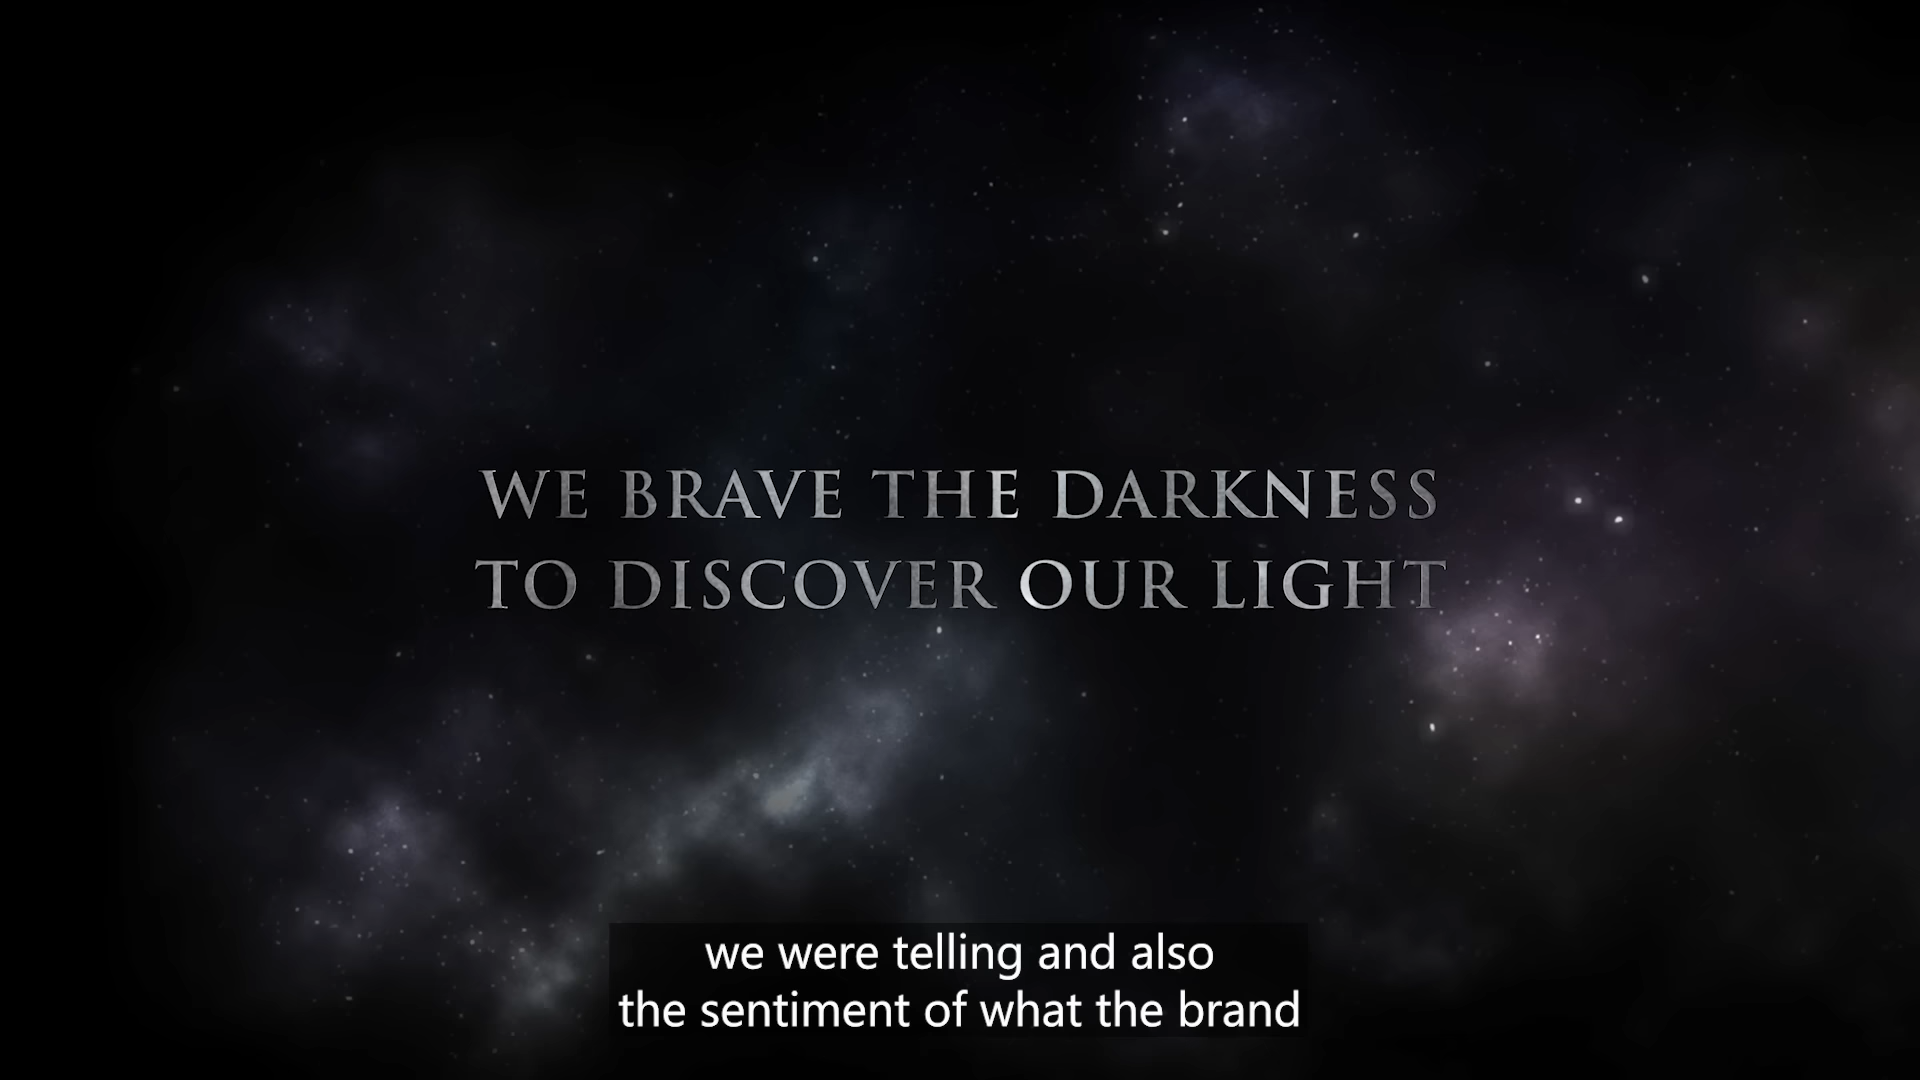 WE BRAVE THE DARKNESS
TO DISCOVER OUR LIGHT
we were telling and also
the sentiment of what the brand